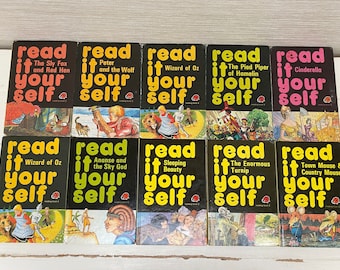 read it your self
The Sly Fox and Red Hen
read it your self
Peter and the Wolf
read it your self
Wizard of Oz
read it your self
The Pied Piper of Hamelin
read it your self
Cinderella
read it your self
Wizard of Oz
read it your self
Ananse and the Sky God
read it your self
Sleeping Beauty
read it your self
The Enormous Turnip
read it your self
Town Mouse & Country Mouse